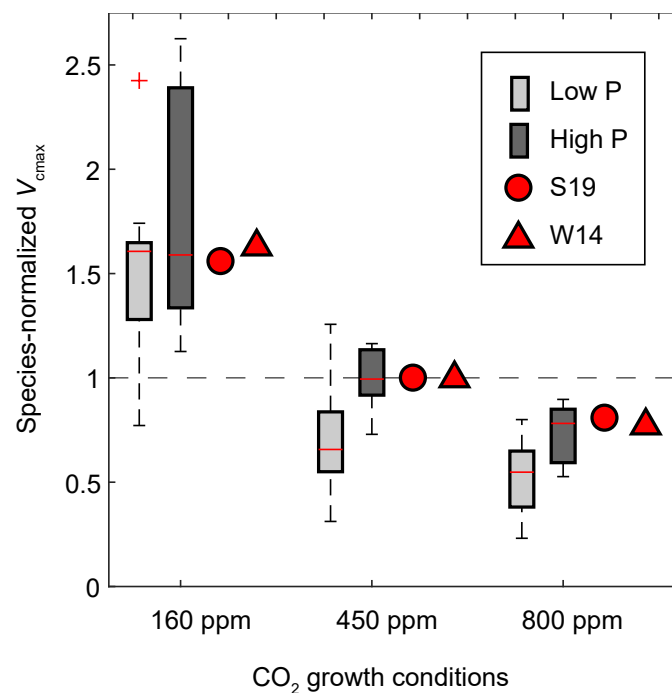 Species-normalized Vcmax
2.5
2
1.5
1
0.5
0
Low P
High P
S19
W14
160 ppm
450 ppm
800 ppm
CO₂ growth conditions